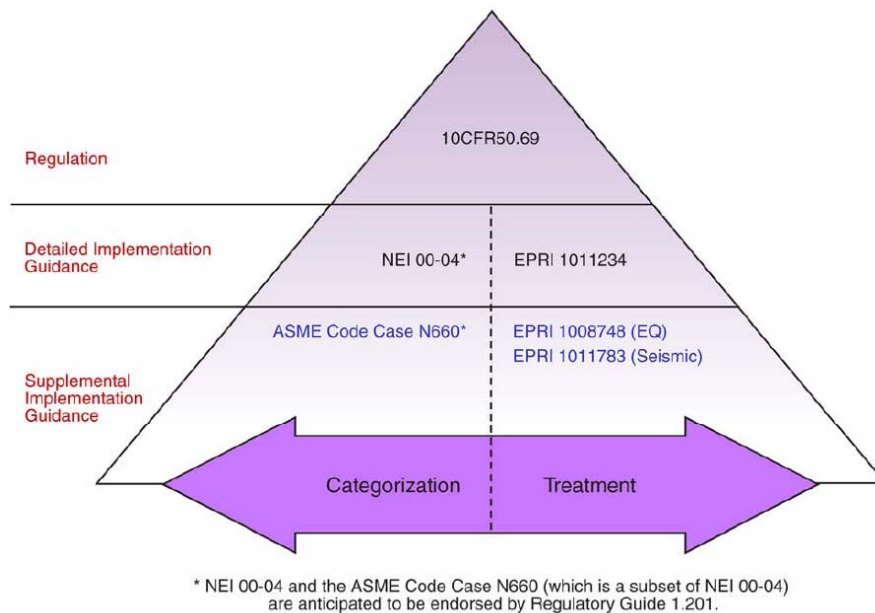 10CFR50.69
Regulation
Detailed Implementation
Guidance
NEI 00-04*
EPRI 1011234
ASME Code Case N660*
EPRI 1008748 (EQ)
EPRI 1011783 (Seismic)
Supplemental
Implementation
Guidance
Categorization
Treatment
* NEI 00-04 and the ASME Code Case N660 (which is a subset of NEI 00-04)
are anticipated to be endorsed by Regulatory Guide 1.201.